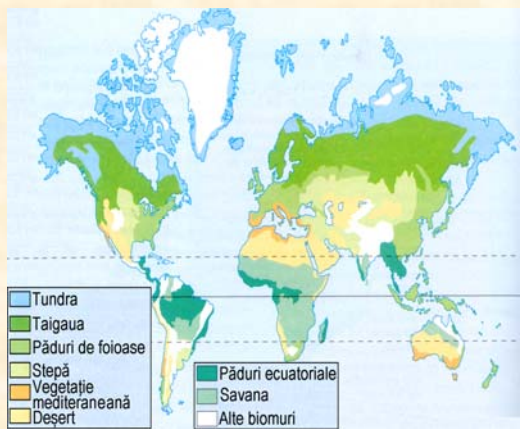 Tundra
Taigaua
Păduri de foioase
Stepă
Vegetație
mediteraneană
Deșert
Păduri ecuatoriale
Savana
Alte biomuri